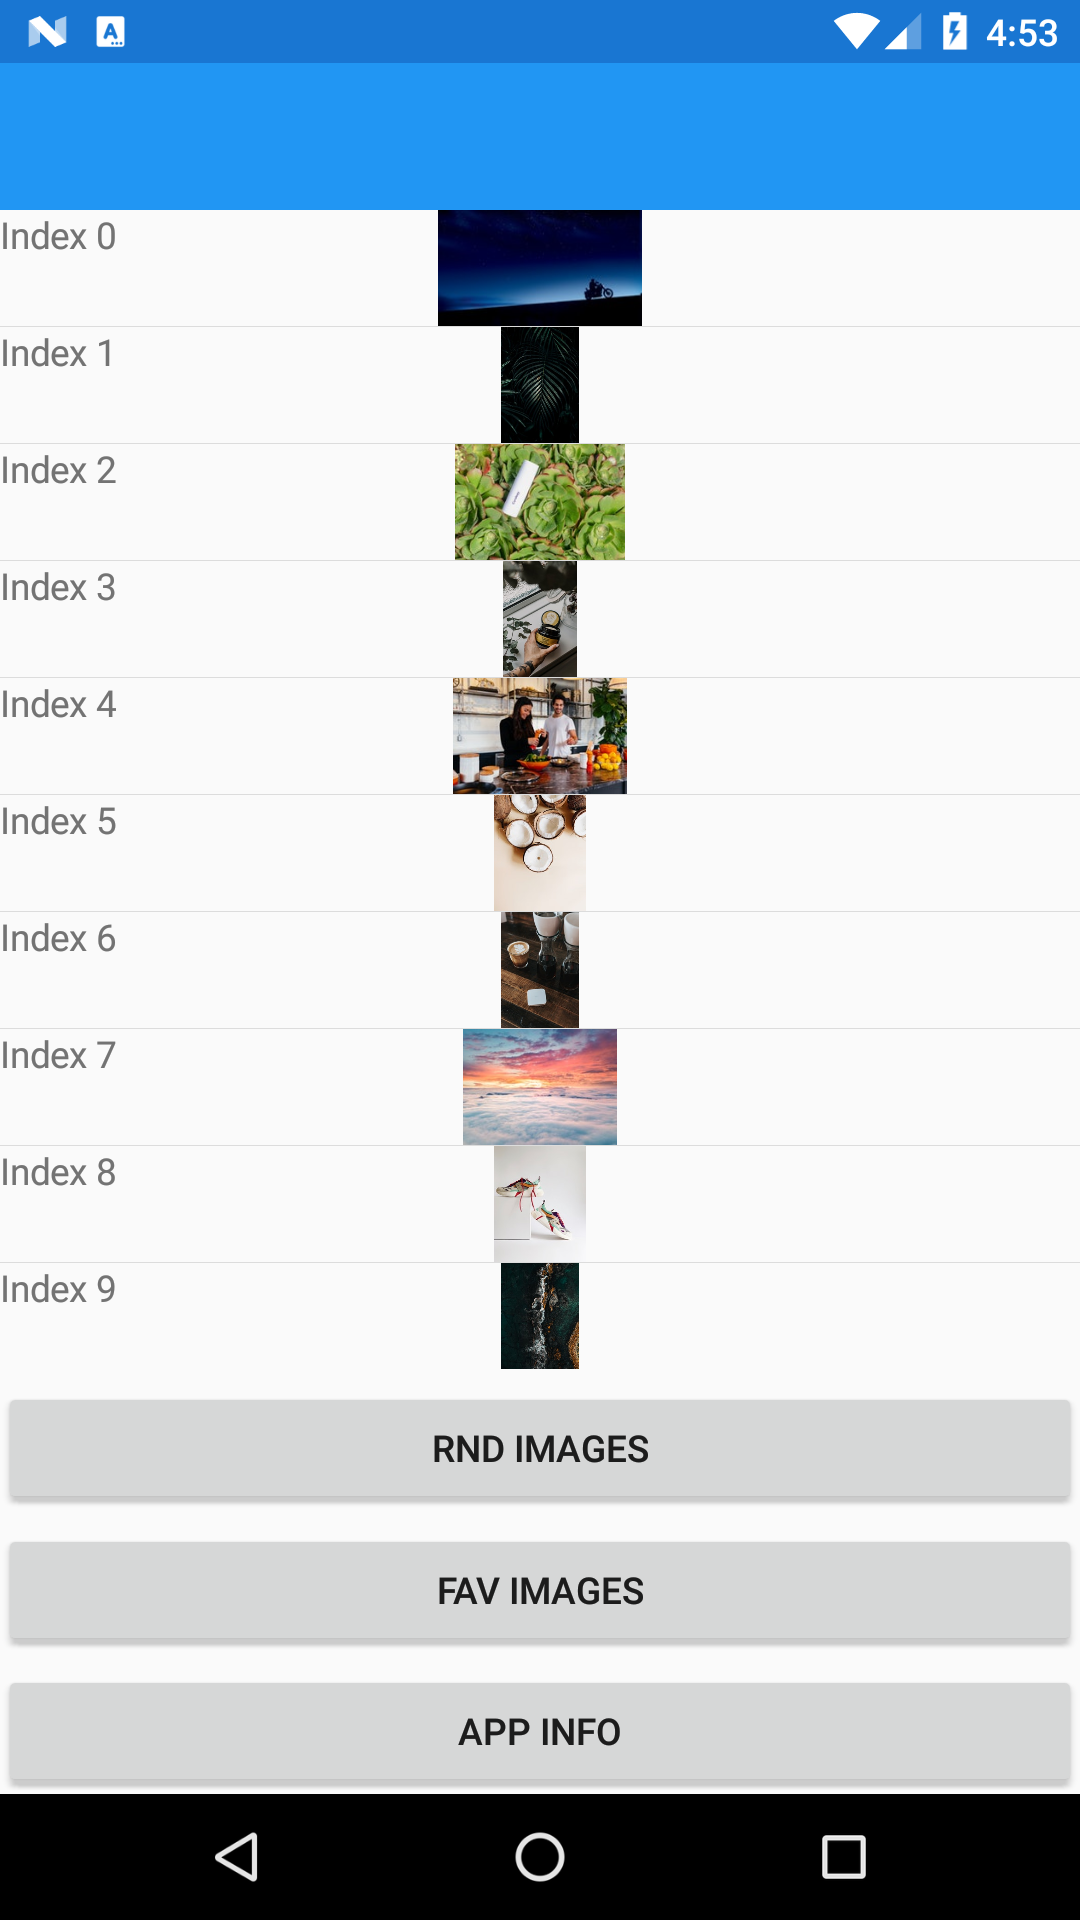 4:53
Index 0
Index 1
Index 2
Index 3
Index 4
Index 5
Index 6
Index 7
Index 8
Index 9
RND IMAGES
FAV IMAGES
APP INFO